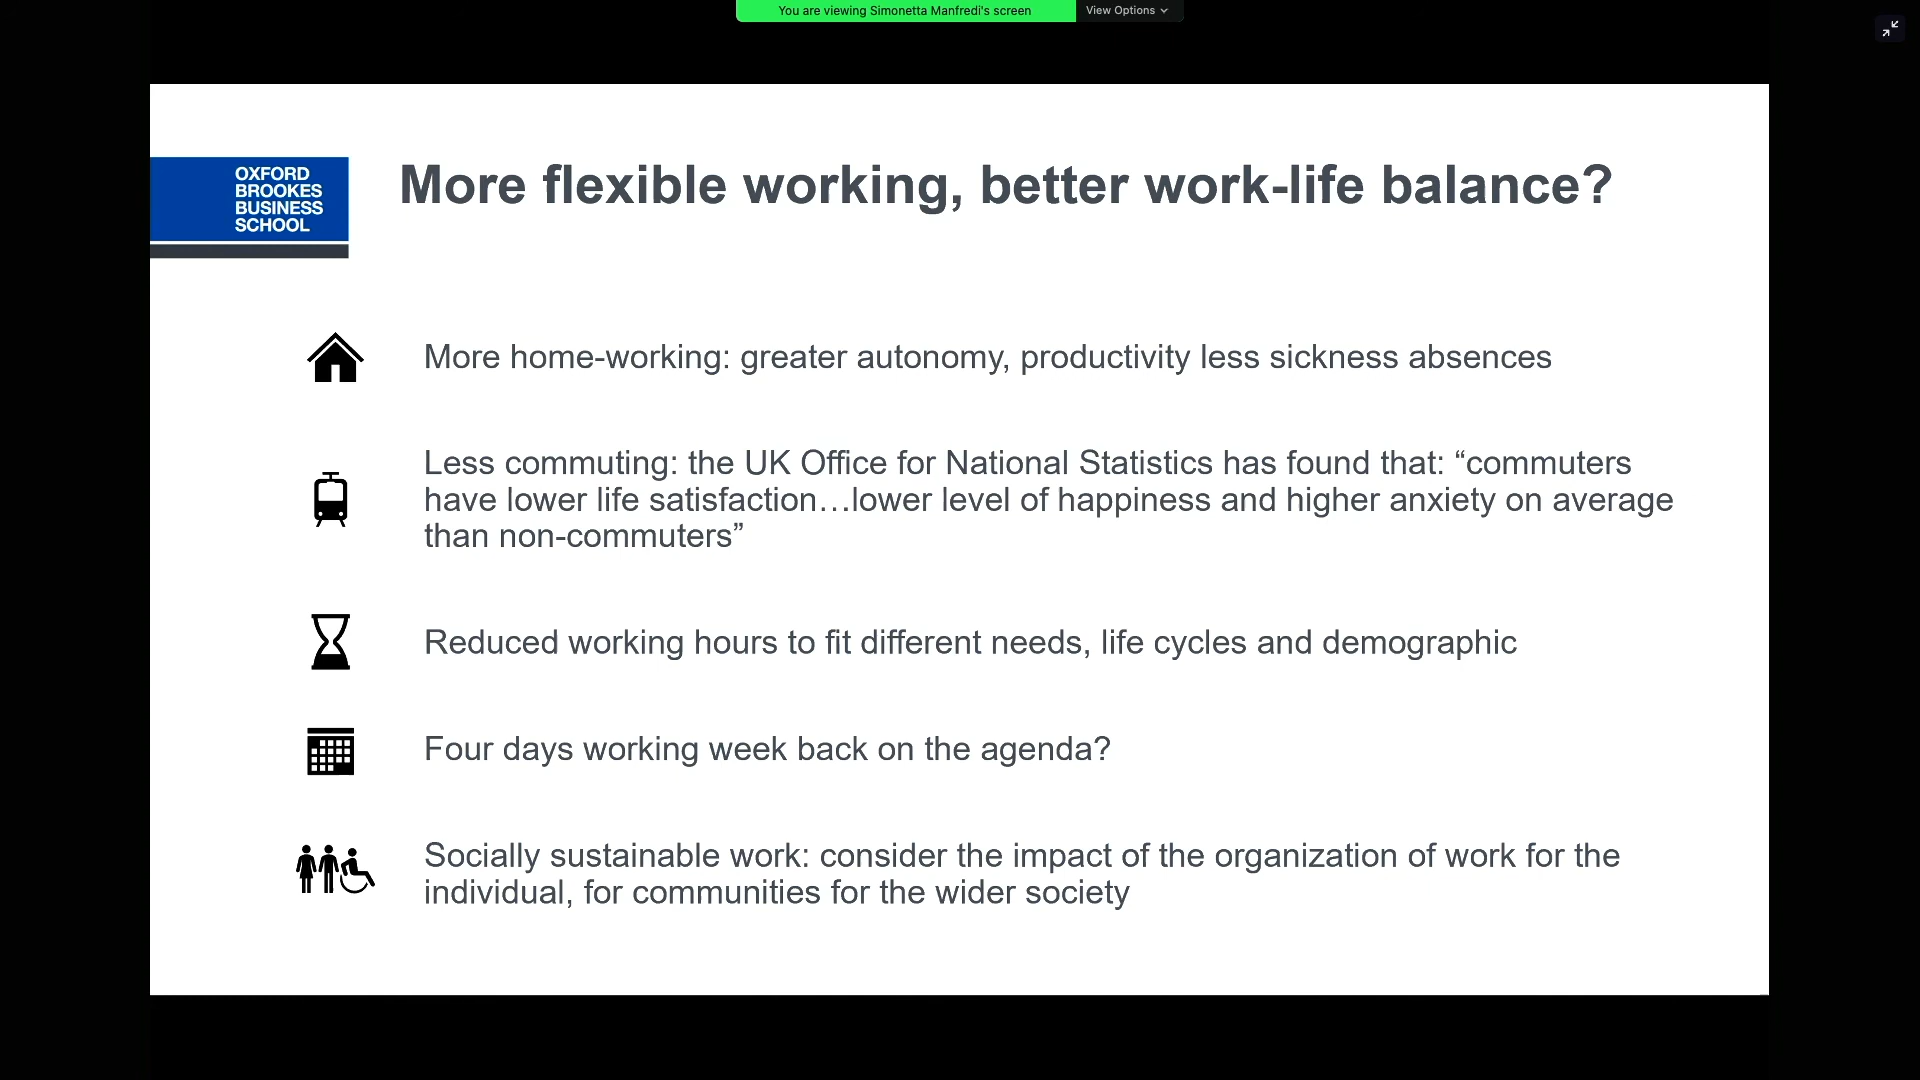 You are viewing Simonetta Manfredi's screen
View Options
OXFORD
BROOKES
BUSINESS
SCHOOL
More flexible working, better work-life balance?
More home-working: greater autonomy, productivity less sickness absences
Less commuting: the UK Office for National Statistics has found that: “commuters
have lower life satisfaction…lower level of happiness and higher anxiety on average
than non-commuters”
Reduced working hours to fit different needs, life cycles and demographic
Four days working week back on the agenda?
Socially sustainable work: consider the impact of the organization of work for the
individual, for communities for the wider society